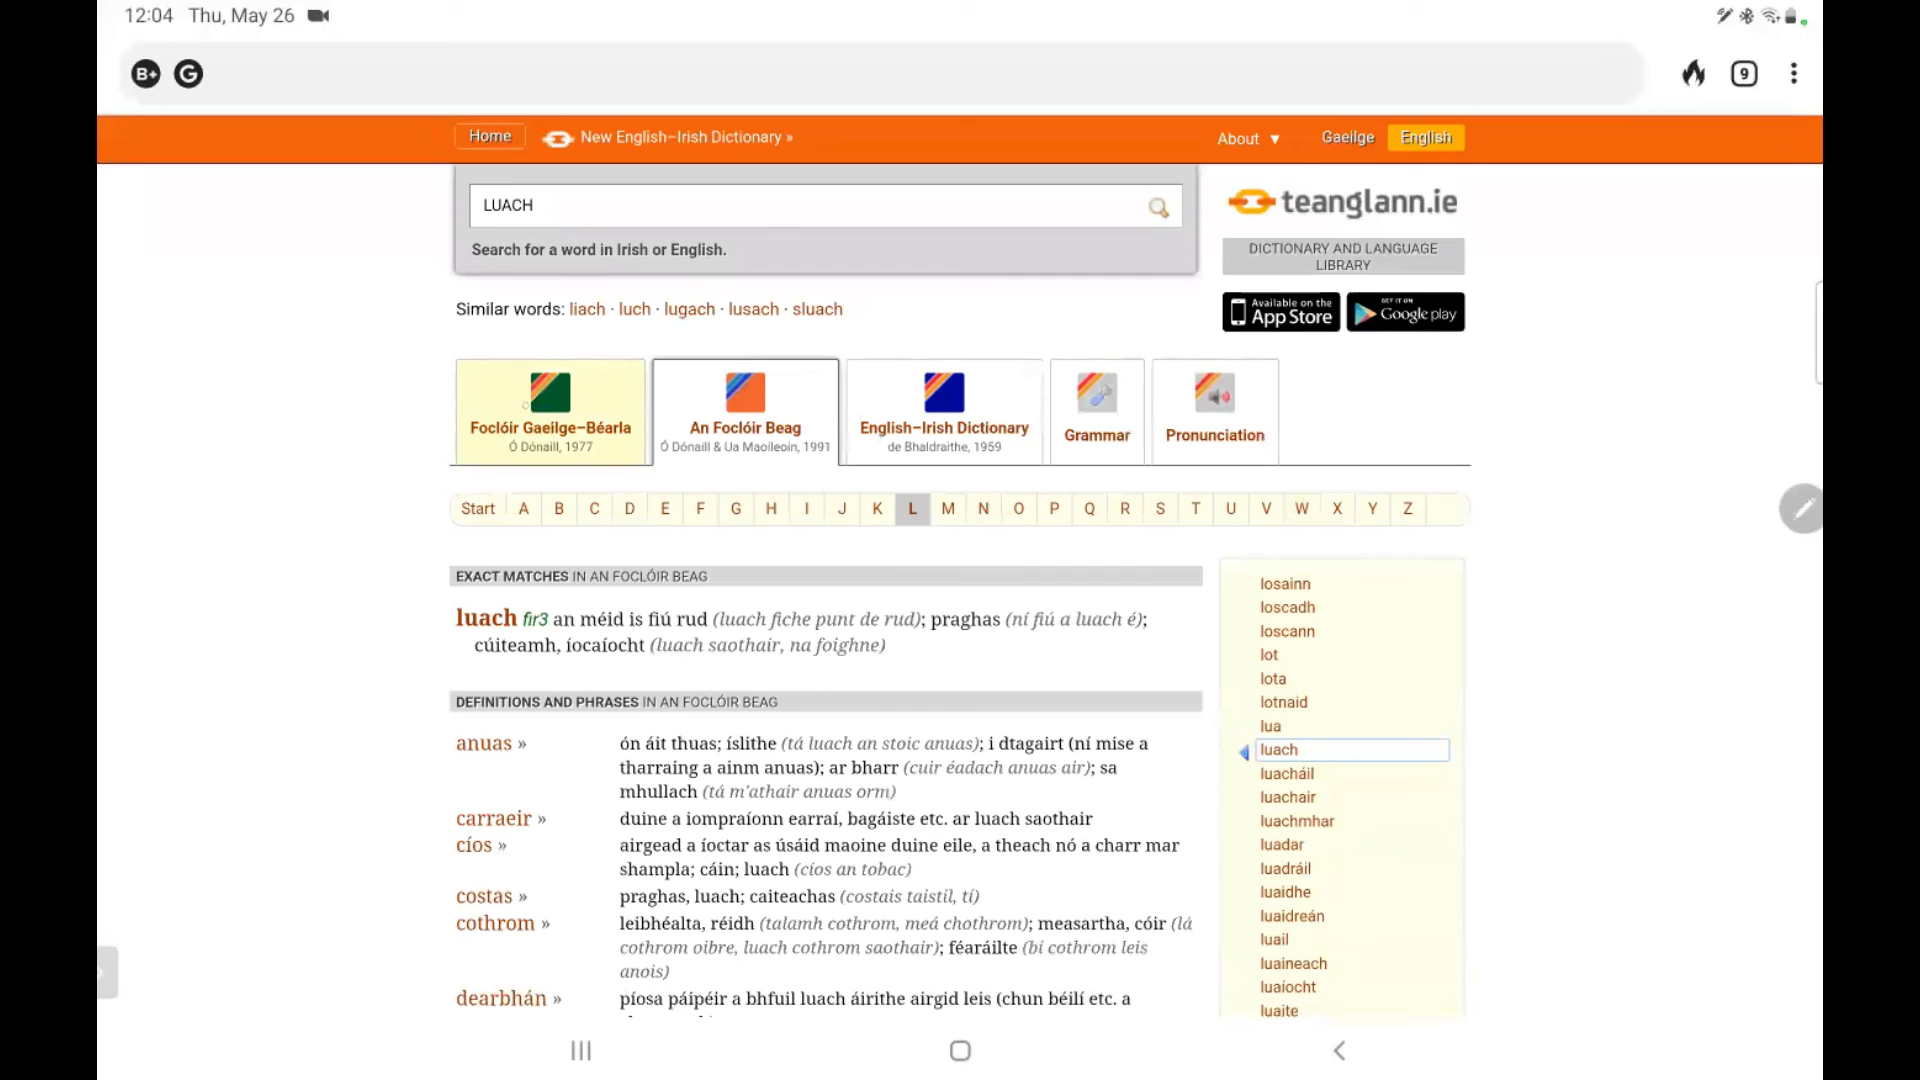 12:04 Thu, May 26
B+ G 9
Home New English–Irish Dictionary » About ▼ Gaeilge English
LUACH
Search for a word in Irish or English.
teanglann.ie
DICTIONARY AND LANGUAGE
LIBRARY
Available on the
App Store
GET IT ON
Google play
Similar words: liach · luch · lugach · lusach · sluach
Foclóir Gaeilge–Béarla
Ó Dónaill, 1977
An Foclóir Beag
Ó Dónaill & Ua Maoileoin, 1991
English–Irish Dictionary
de Bhaldraithe, 1959
Grammar
Pronunciation
Start A B C D E F G H I J K L M N O P Q R S T U V W X Y Z
EXACT MATCHES IN AN FOCLÓIR BEAG
luach fir3 an méid is fiú rud (luach fiche punt de rud); praghas (ní fiú a luach é);
cúiteamh, íocaíocht (luach saothair, na foighne)
DEFINITIONS AND PHRASES IN AN FOCLÓIR BEAG
anuas » ón áit thuas; íslithe (tá luach an stoic anuas); i dtagairt (ní mise a
tharraing a ainm anuas); ar bharr (cuir éadach anuas air); sa
mhullach (tá m'athair anuas orm)
carraeir » duine a iompraíonn earraí, bagáiste etc. ar luach saothair
cíos » airgead a íoctar as úsáid maoine duine eile, a theach nó a charr mar
shampla; cáin; luach (cíos an tobac)
costas » praghas, luach; caiteachas (costais taistil, tí)
cothrom » leibhéalta, réidh (talamh cothrom, meá chothrom); measartha, cóir (lá
cothrom oibre, luach cothrom saothair); féaráilte (bí cothrom leis
anois)
dearbhán » píosa páipéir a bhfuil luach áirithe airgid leis (chun béilí etc. a
losainn
loscadh
loscann
lot
lota
lotnaid
lua
luach
luacháil
luachair
luachmhar
luadar
luadráil
luaidhe
luaidreán
luail
luaineach
luaíocht
luaite